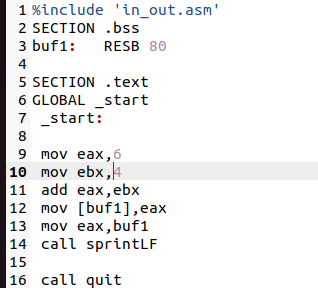 1 %include 'in_out.asm'
2 SECTION .bss
3 buf1:   RESB 80
4
5 SECTION .text
6 GLOBAL _start
7  _start:
8
9  mov eax,6
10  mov ebx,4
11  add eax,ebx
12  mov [buf1],eax
13  mov eax,buf1
14  call sprintLF
15
16  call quit